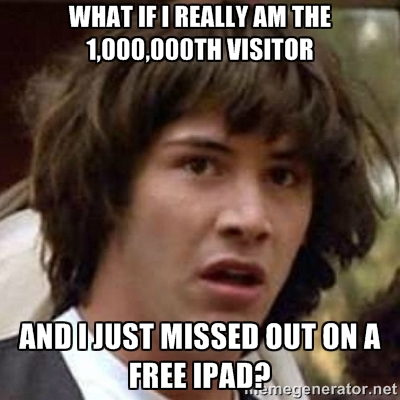 WHAT IF I REALLY AM THE
1,000,000TH VISITOR
AND I JUST MISSED OUT ON A
FREE IPAD?
memegenerator.net